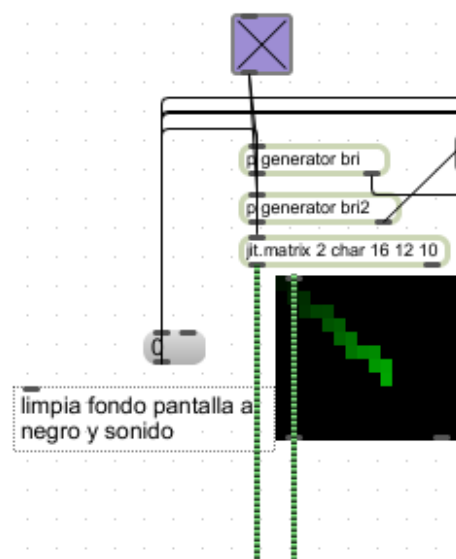 p generator bri
p generator bri2
jit.matrix 2 char 16 12 10
0
limpia fondo pantalla a
negro y sonido